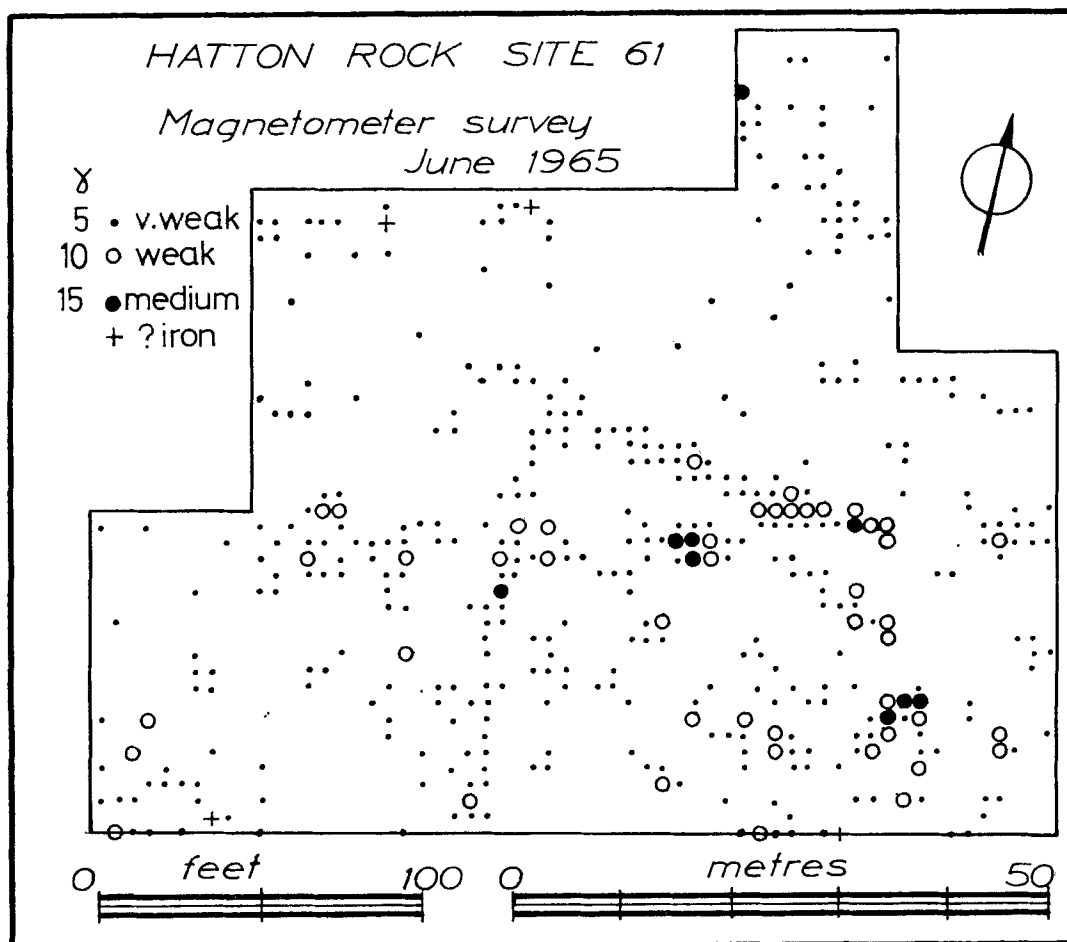 HATTON ROCK SITE 61
Magnetometer survey
June 1965
γ
5 v.weak
10 weak
15 medium
+ ?iron
feet
0 100
metres
0 50